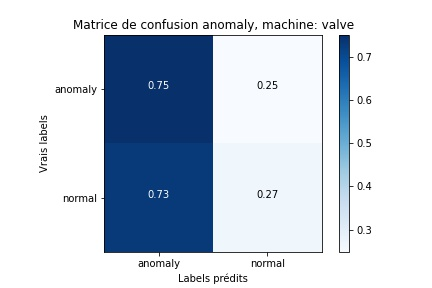 Matrice de confusion anomaly, machine: valve
Vrais labels
anomaly
0.75
0.25
normal
0.73
0.27
anomaly
normal
Labels prédits
0.7
0.6
0.5
0.4
0.3